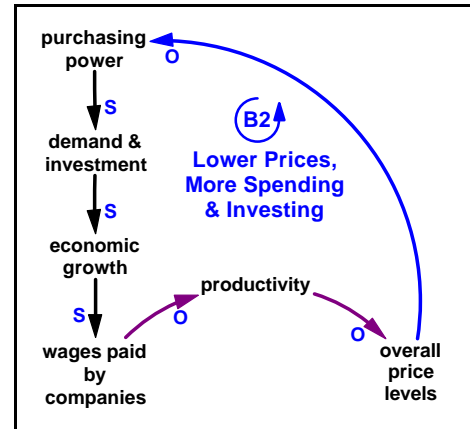 purchasing
power
O
S
B2
demand &
investment
Lower Prices,
More Spending
& Investing
S
economic
growth
productivity
S
O
O
wages paid
by
companies
overall
price
levels